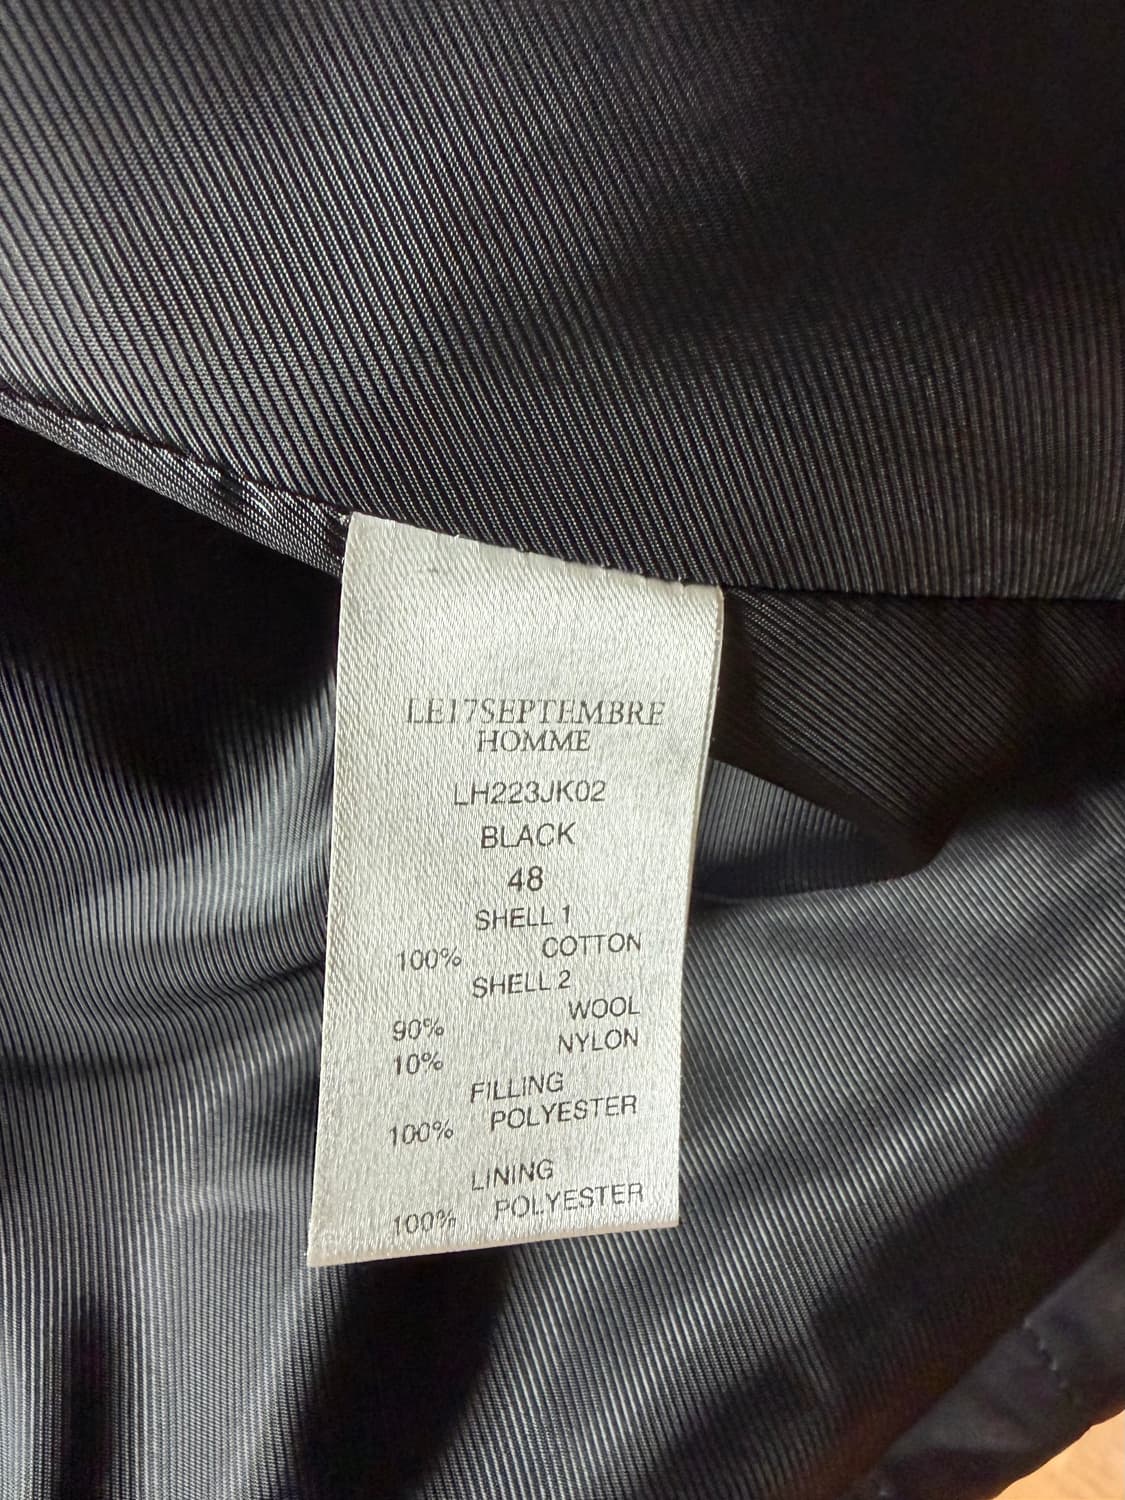 LE17SEPTEMBRE
HOMME
LH223JK02
BLACK
48
SHELL 1
100% COTTON
SHELL 2
90% WOOL
10% NYLON
FILLING
100% POLYESTER
LINING
100% POLYESTER